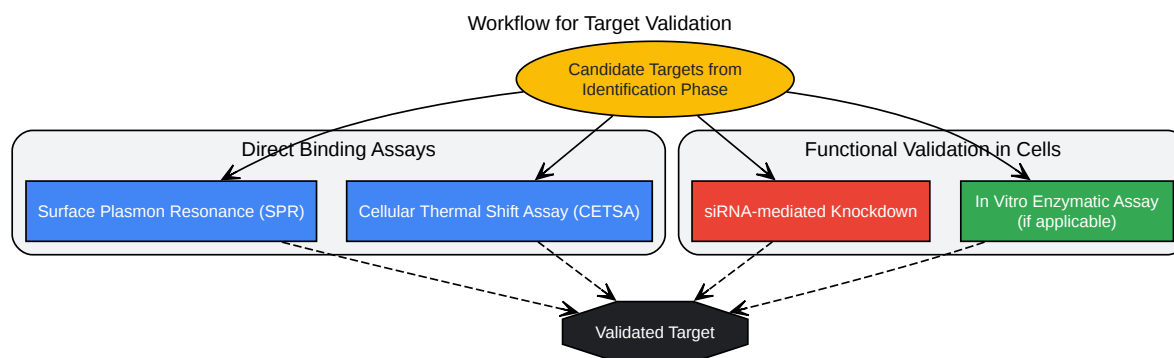 Workflow for Target Validation
Candidate Targets from
Identification Phase
Direct Binding Assays
Functional Validation in Cells
Surface Plasmon Resonance (SPR)
Cellular Thermal Shift Assay (CETSA)
siRNA-mediated Knockdown
In Vitro Enzymatic Assay
(if applicable)
Validated Target